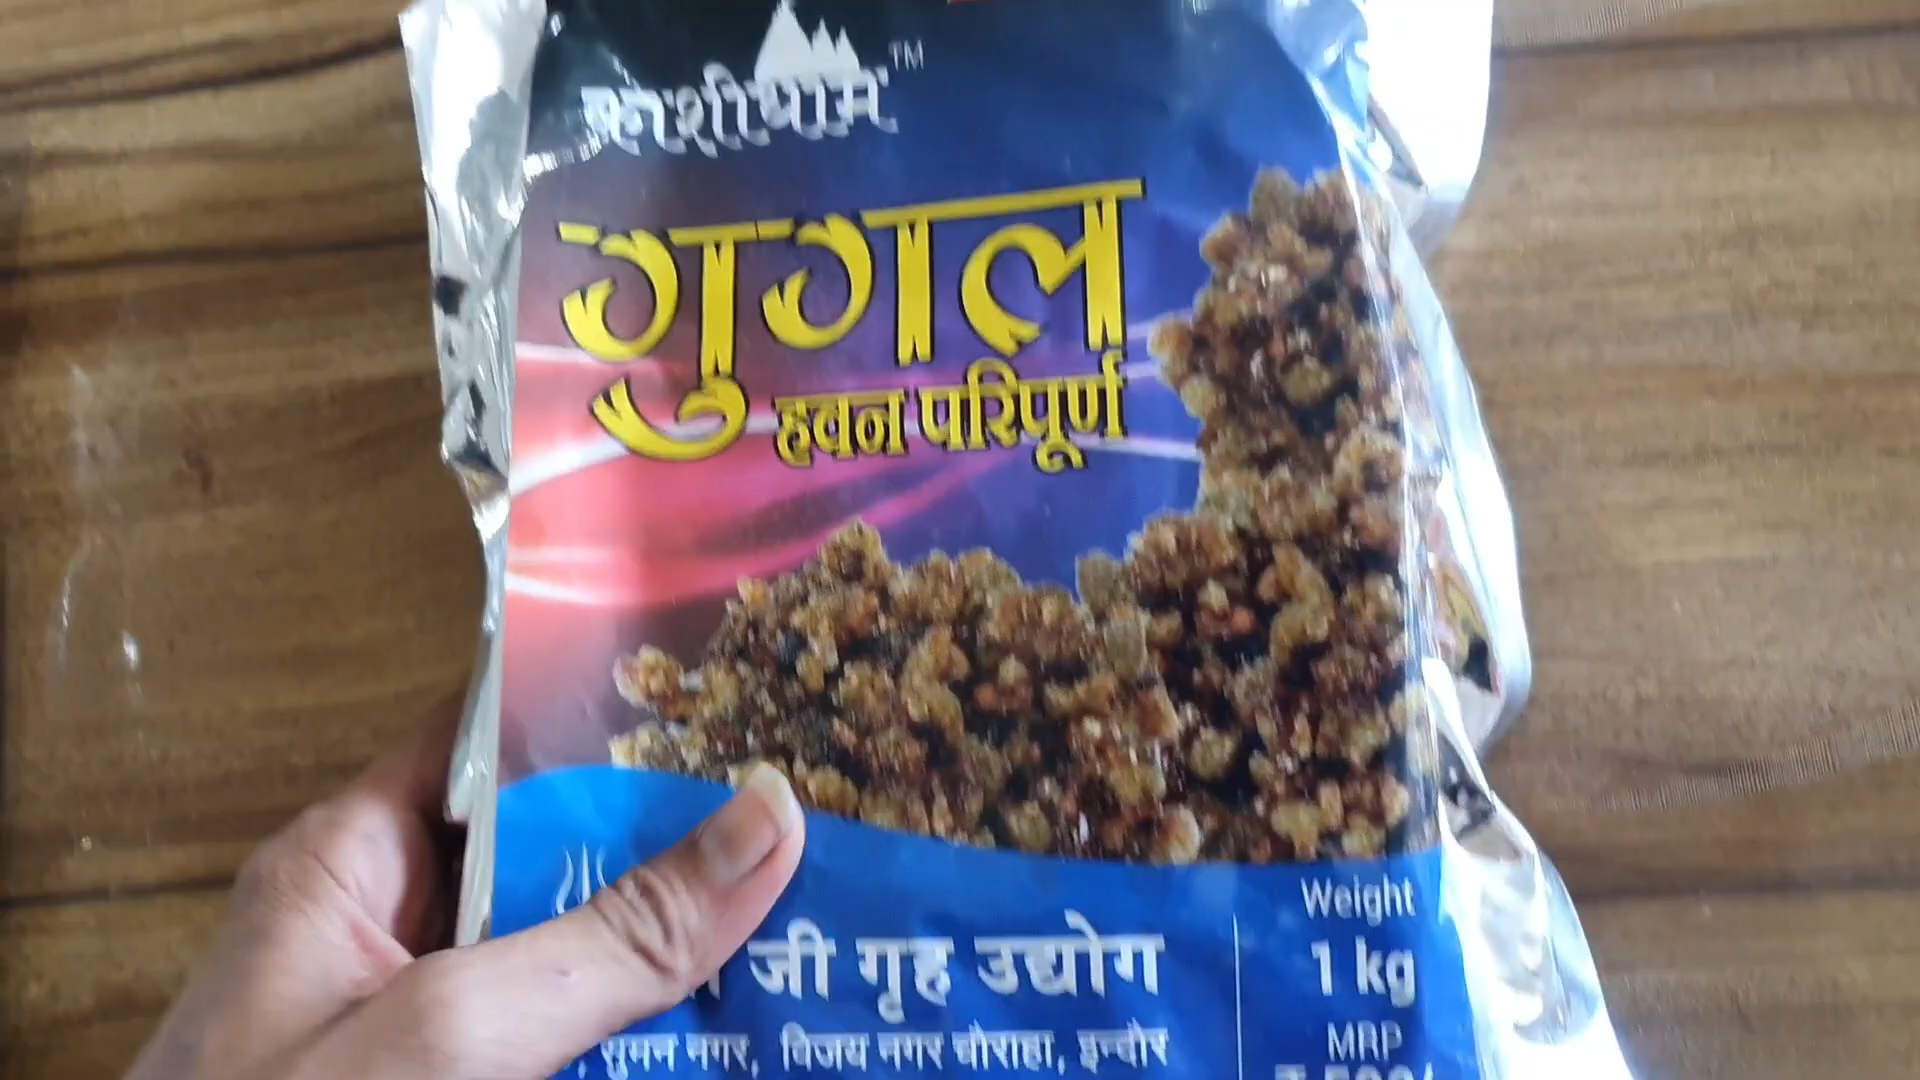 काशीधाम TM
गुगल
हवन परिपूर्ण
जी गृह उद्योग
सुमन नगर, विजय नगर चौराहा, इन्दौर
Weight
1 kg
MRP